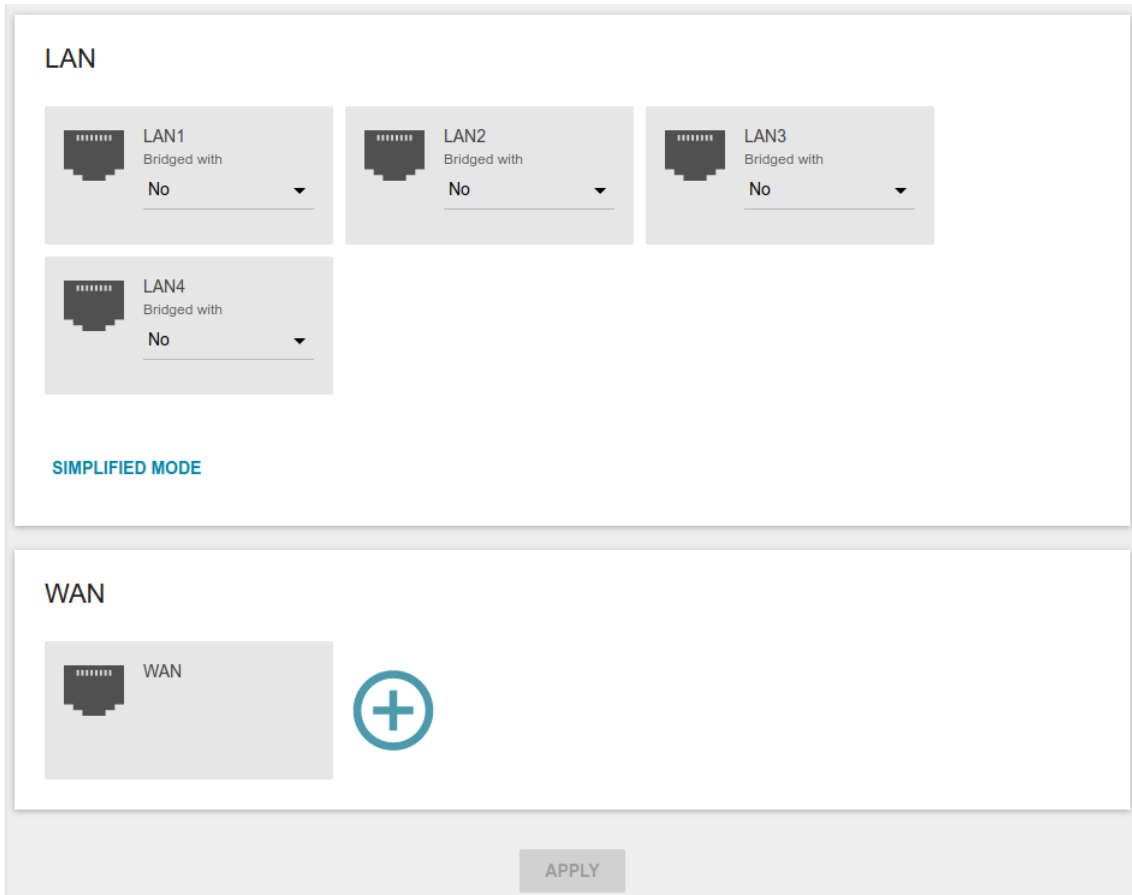 LAN
LAN1
Bridged with
No
LAN2
Bridged with
No
LAN3
Bridged with
No
LAN4
Bridged with
No
SIMPLIFIED MODE
WAN
WAN
APPLY